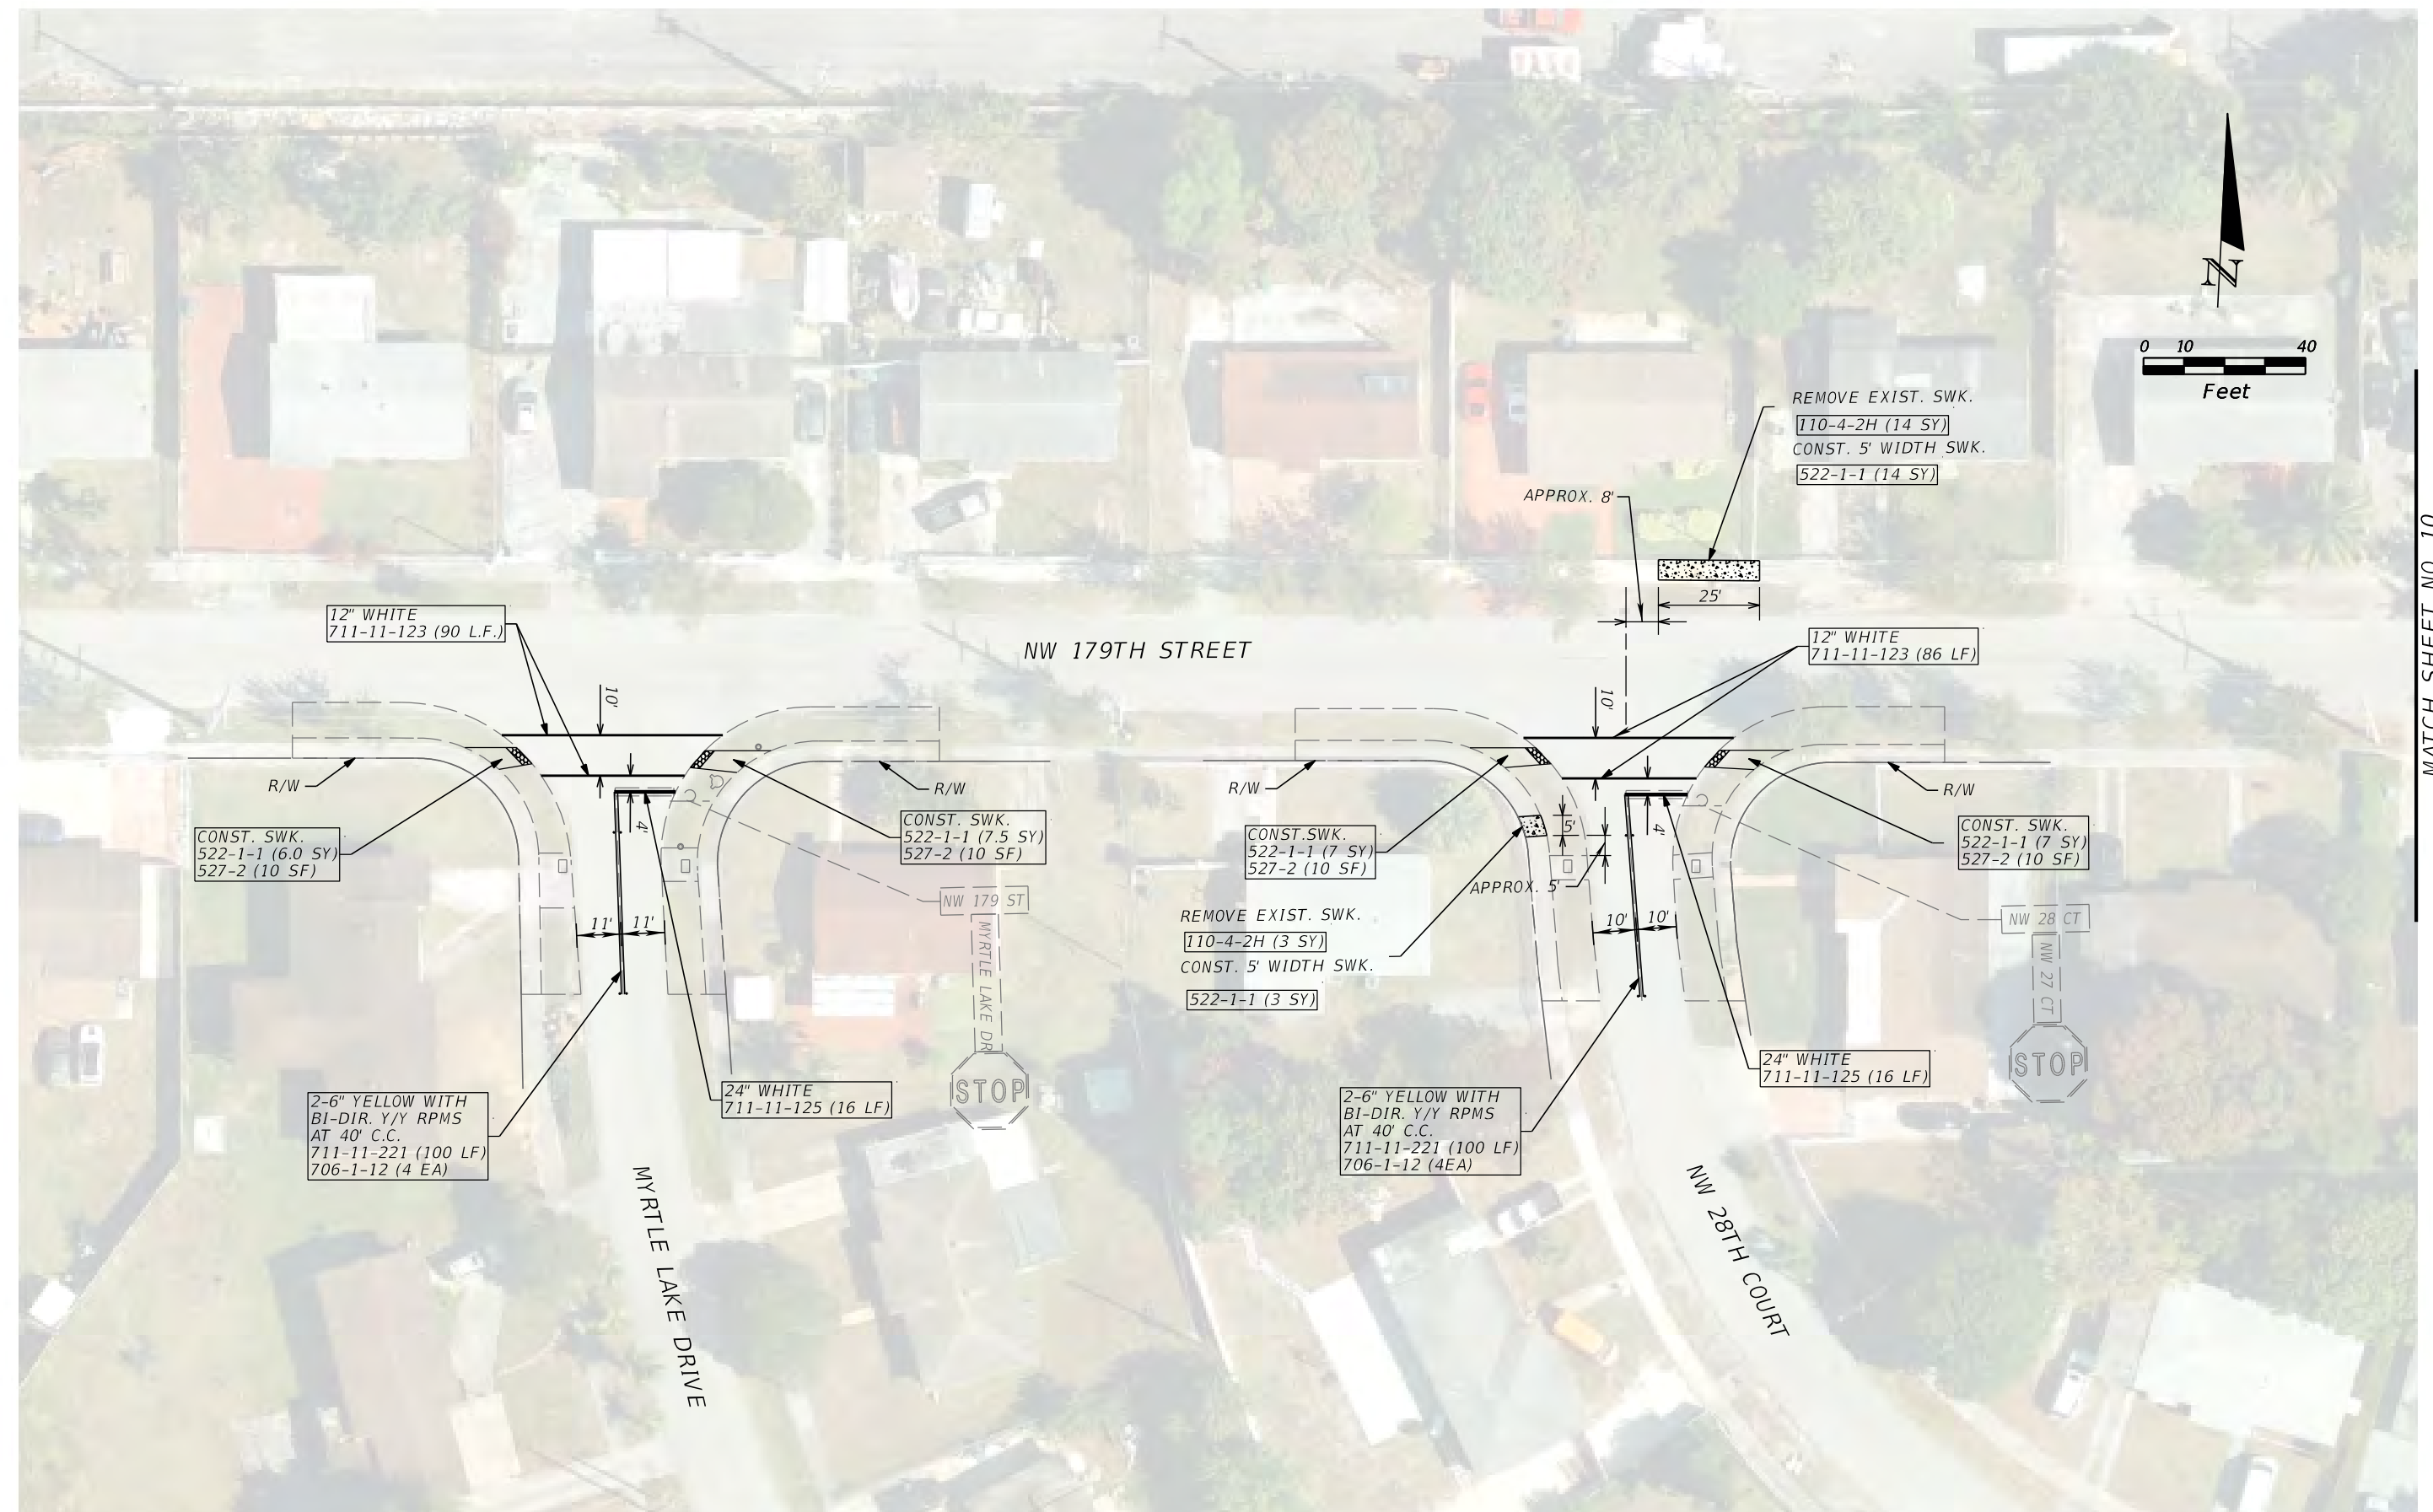 N
0 10 40
Feet
REMOVE EXIST. SWK.
110-4-2H (14 SY)
CONST. 5' WIDTH SWK.
522-1-1 (14 SY)
APPROX. 8'
25'
MATCH SHEET NO. 10
12" WHITE
711-11-123 (90 L.F.)
NW 179TH STREET
12" WHITE
711-11-123 (86 LF)
10'
10'
R/W
R/W
R/W
R/W
4'
4'
CONST. SWK.
522-1-1 (6.0 SY)
527-2 (10 SF)
CONST. SWK.
522-1-1 (7.5 SY)
527-2 (10 SF)
CONST.SWK.
522-1-1 (7 SY)
527-2 (10 SF)
5'
APPROX. 5'
CONST. SWK.
522-1-1 (7 SY)
527-2 (10 SF)
11' 11'
NW 179 ST
MYRTLE LAKE DR
STOP
REMOVE EXIST. SWK.
110-4-2H (3 SY)
CONST. 5' WIDTH SWK.
522-1-1 (3 SY)
10' 10'
NW 28 CT
NW 27 CT
STOP
2-6" YELLOW WITH
BI-DIR. Y/Y RPMS
AT 40' C.C.
711-11-221 (100 LF)
706-1-12 (4 EA)
24" WHITE
711-11-125 (16 LF)
2-6" YELLOW WITH
BI-DIR. Y/Y RPMS
AT 40' C.C.
711-11-221 (100 LF)
706-1-12 (4EA)
24" WHITE
711-11-125 (16 LF)
MYRTLE LAKE DRIVE
NW 28TH COURT